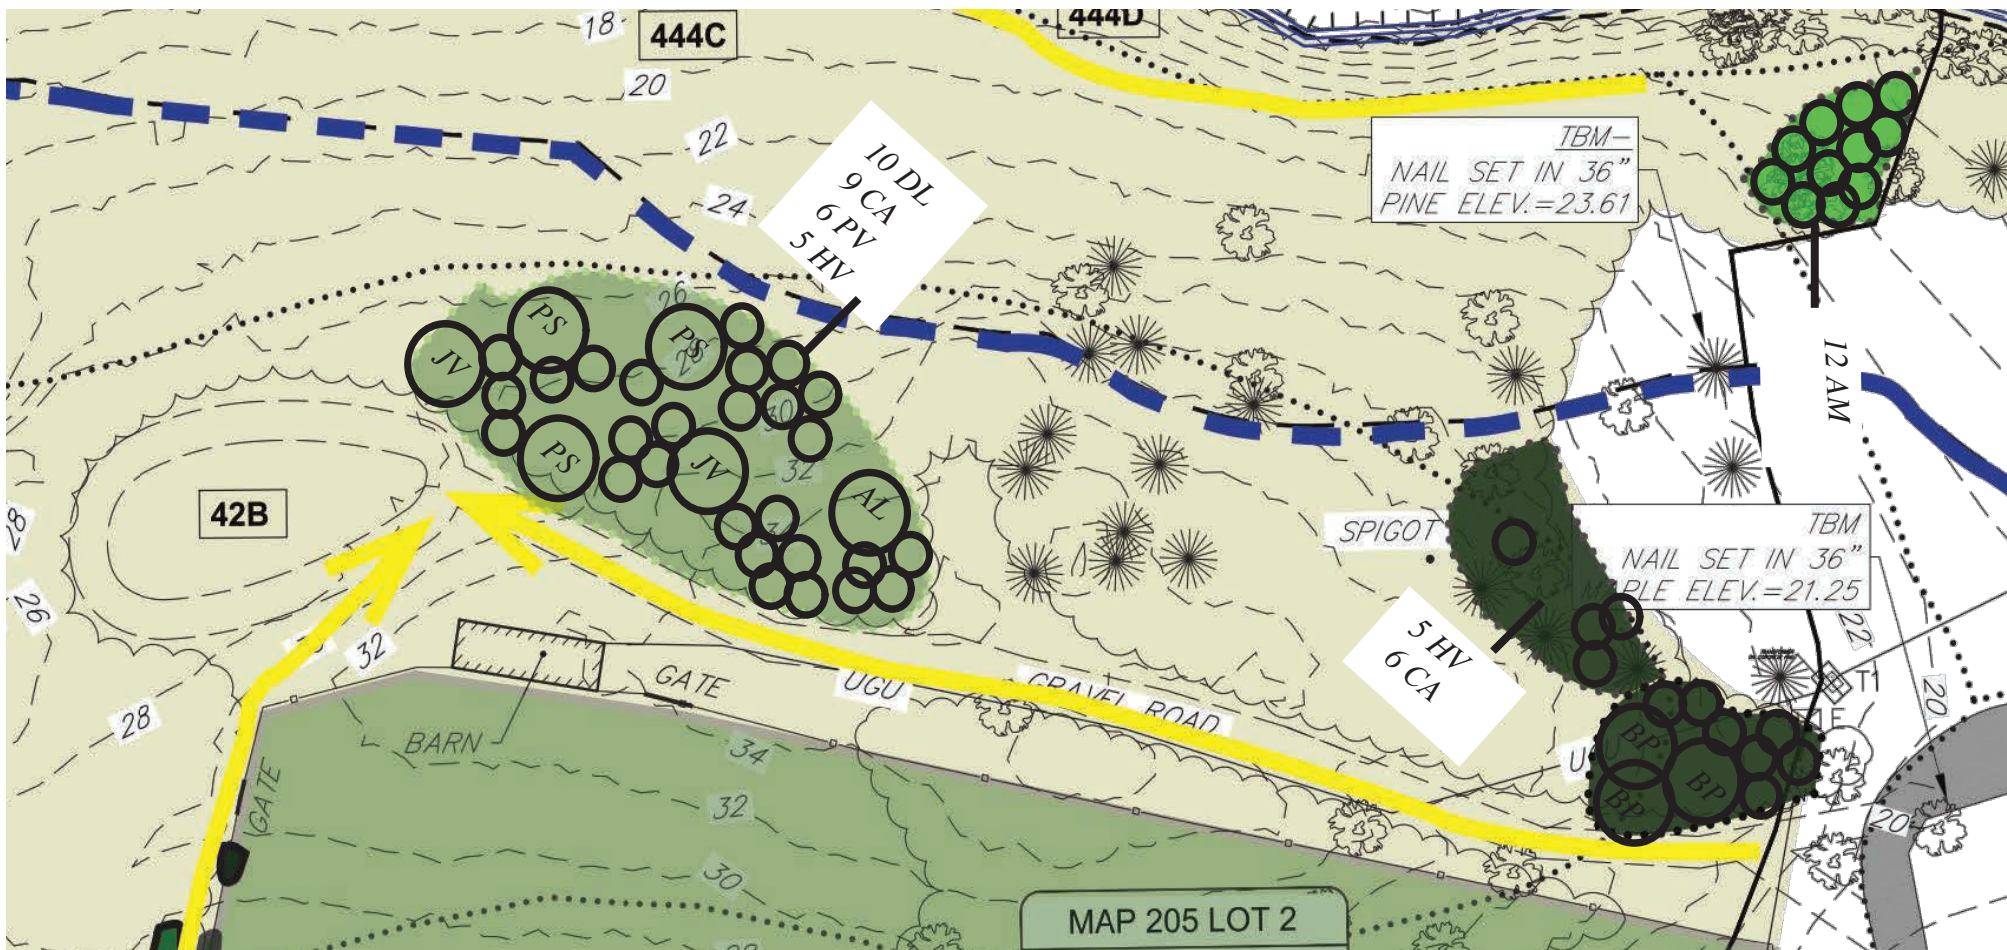 18
444C
444D
20
22
24
10 DL
9 CA
6 PV
5 HV
TBM-
NAIL SET IN 36"
PINE ELEV.=23.61
12 AM
26
PS
PS
JV
28
30
PS
JV
32
AL
42B
28
26
32
28
SPIGOT
TBM
NAIL SET IN 36"
MAPLE ELEV.=21.25
22
5 HV
6 CA
T1
E
20
BP
BP
BP
U
20
GATE
UGU
GRAVEL ROAD
BARN
GATE
34
32
30
MAP 205 LOT 2